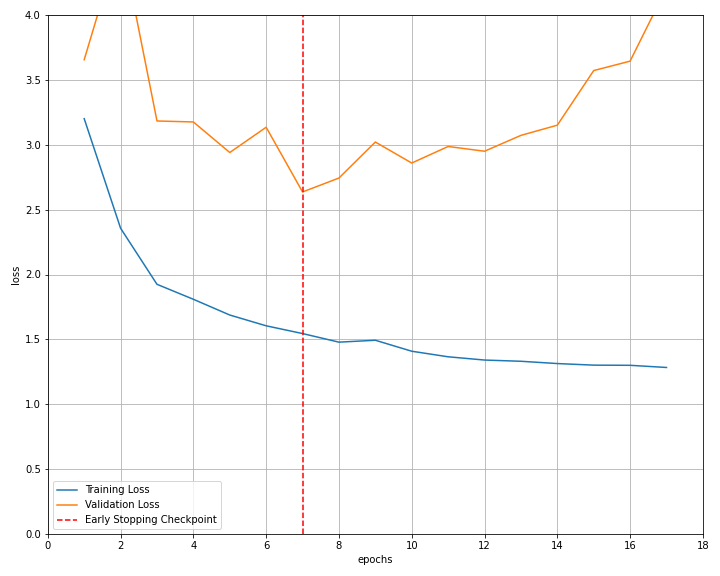 4.0
3.5
3.0
2.5
2.0
1.5
1.0
0.5
0.0
loss
Training Loss
Validation Loss
Early Stopping Checkpoint
0 2 4 6 8 10 12 14 16 18
epochs